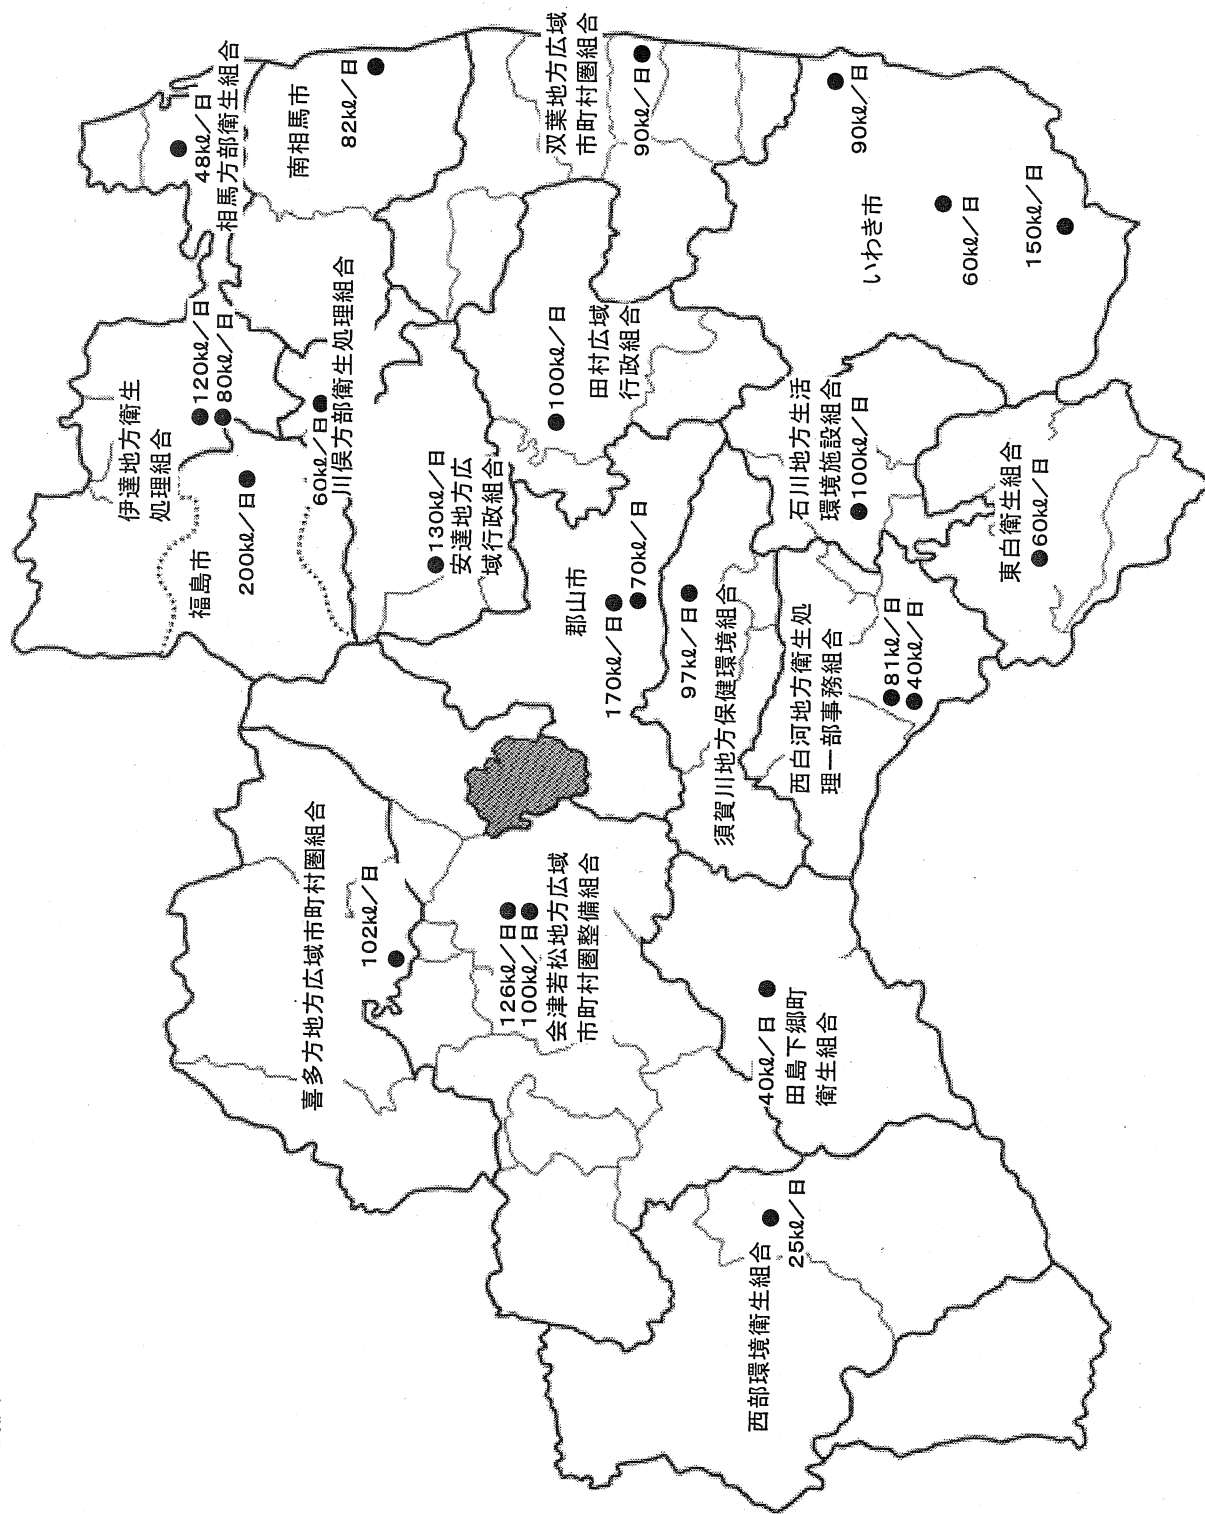 相馬方部衛生組合
48kℓ/日
南相馬市
82kℓ/日
双葉地方広域
市町村圏組合
90kℓ/日
いわき市
90kℓ/日
60kℓ/日
150kℓ/日
伊達地方衛生
処理組合
120kℓ/日
80kℓ/日
福島市
200kℓ/日
川俣方部衛生処理組合
60kℓ/日
安達地方広
域行政組合
130kℓ/日
田村広域
行政組合
100kℓ/日
郡山市
170kℓ/日
70kℓ/日
須賀川地方保健環境組合
97kℓ/日
石川地方生活
環境施設組合
100kℓ/日
東白衛生組合
60kℓ/日
西白河地方衛生処
理一部事務組合
81kℓ/日
40kℓ/日
喜多方地方広域市町村圏組合
102kℓ/日
126kℓ/日
100kℓ/日
会津若松地方広域
市町村圏整備組合
40kℓ/日
田島下郷町
衛生組合
西部環境衛生組合
25kℓ/日